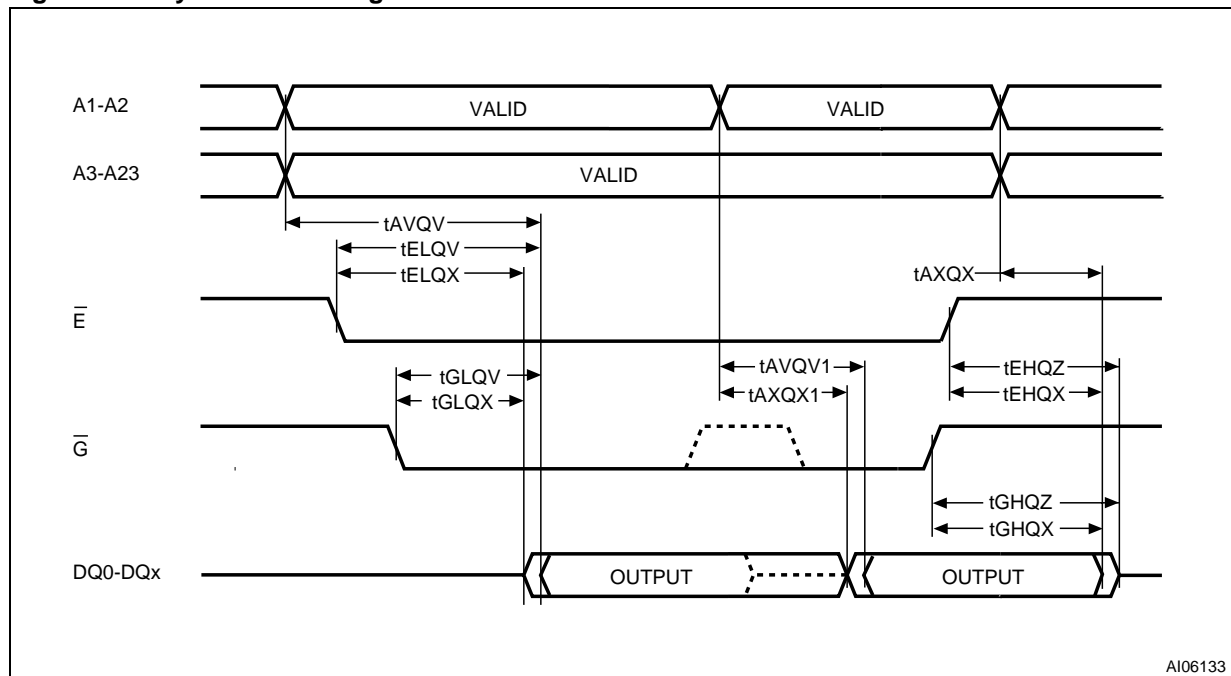 A1-A2
VALID
VALID
A3-A23
VALID
tAVQV
tELQV
tELQX
tAXQX
E
tGLQV
tGLQX
tAVQV1
tAXQX1
tEHQZ
tEHQX
G
tGHQZ
tGHQX
DQ0-DQx
OUTPUT
OUTPUT
AI06133